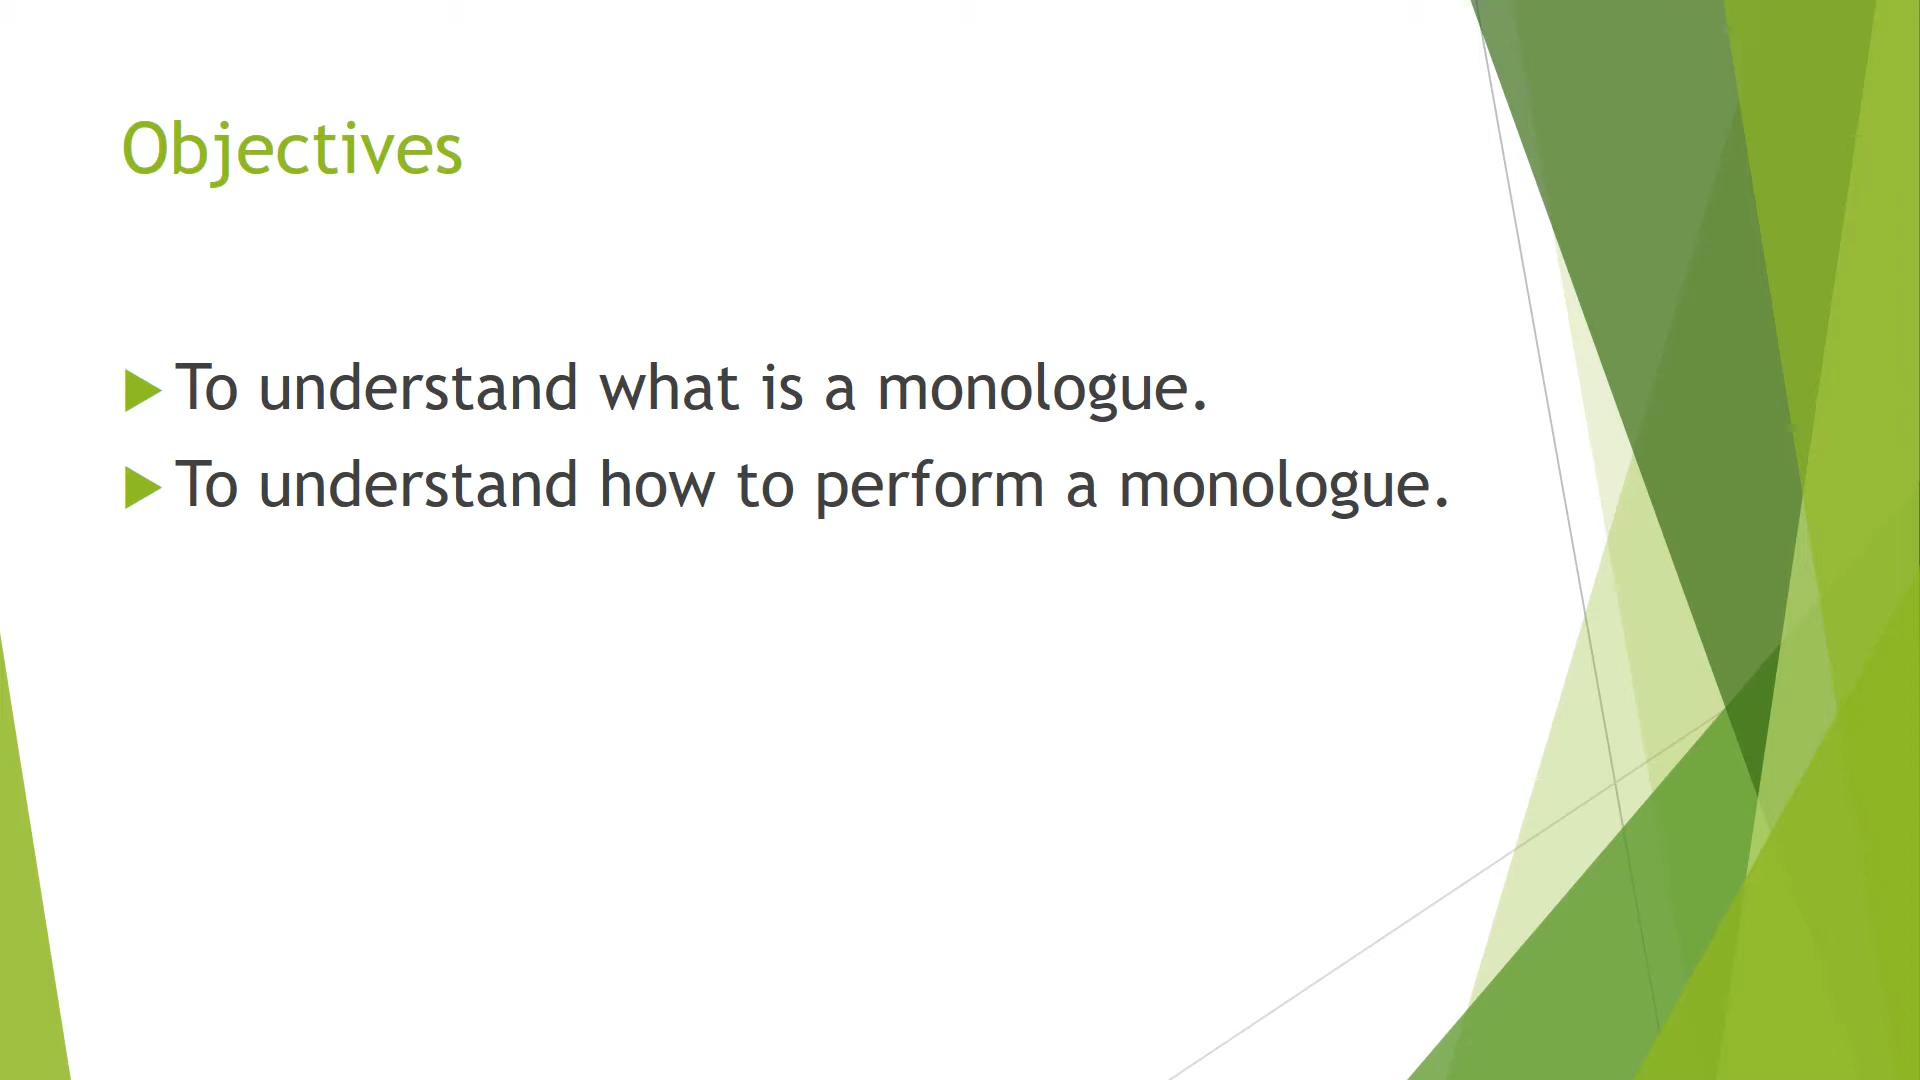 Objectives
To understand what is a monologue.
To understand how to perform a monologue.